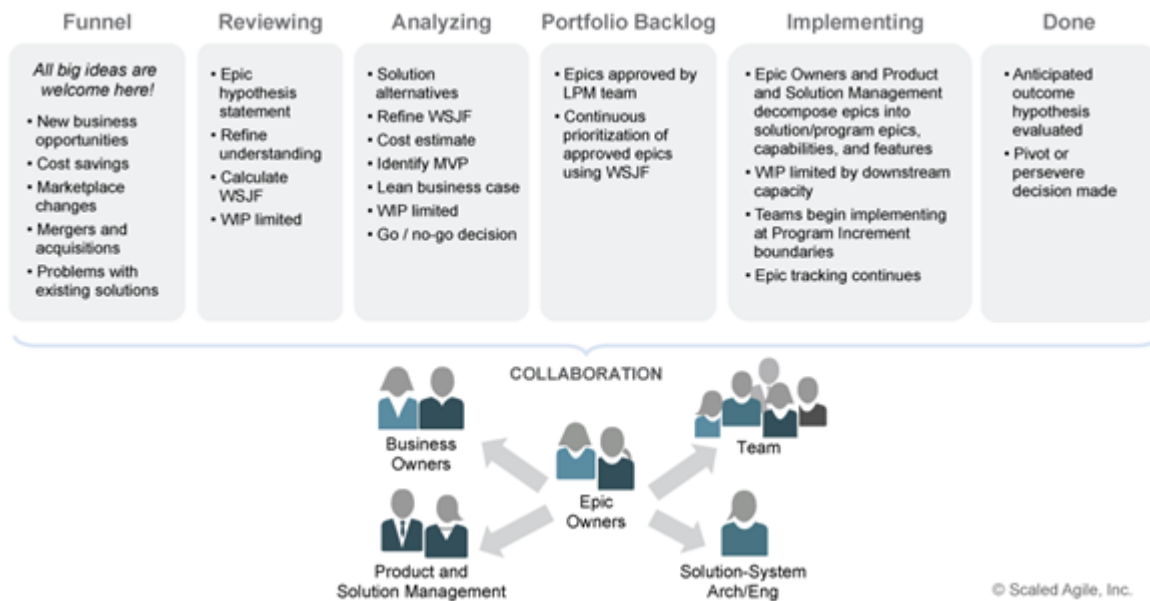 Funnel
Reviewing
Analyzing
Portfolio Backlog
Implementing
Done
All big ideas are
welcome here!
• New business
opportunities
• Cost savings
• Marketplace
changes
• Mergers and
acquisitions
• Problems with
existing solutions
• Epic
hypothesis
statement
• Refine
understanding
• Calculate
WSJF
• WIP limited
• Solution
alternatives
• Refine WSJF
• Cost estimate
• Identify MVP
• Lean business case
• WIP limited
• Go / no-go decision
• Epics approved by
LPM team
• Continuous
prioritization of
approved epics
using WSJF
• Epic Owners and Product
and Solution Management
decompose epics into
solution/program epics,
capabilities, and features
• WIP limited by downstream
capacity
• Teams begin implementing
at Program Increment
boundaries
• Epic tracking continues
• Anticipated
outcome
hypothesis
evaluated
• Pivot or
persevere
decision made
COLLABORATION
Business
Owners
Team
Epic
Owners
Product and
Solution Management
Solution-System
Arch/Eng
© Scaled Agile, Inc.